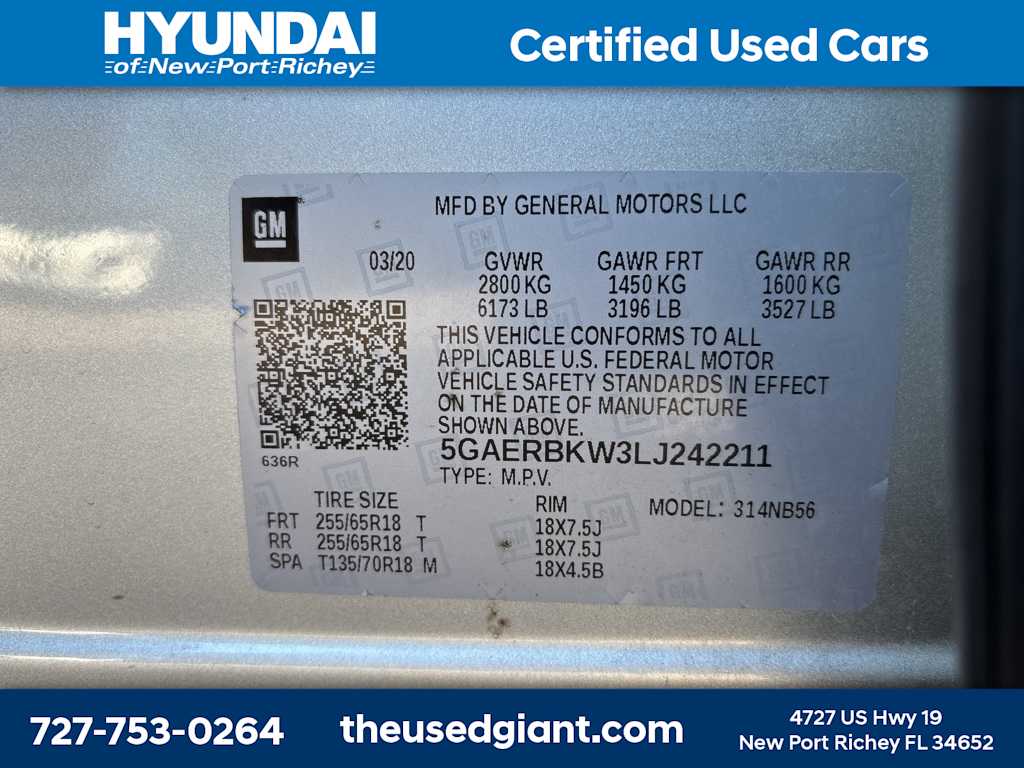 HYUNDAI
of New Port Richey
Certified Used Cars
GM
MFD BY GENERAL MOTORS LLC
03/20 GVWR GAWR FRT GAWR RR
2800 KG 1450 KG 1600 KG
6173 LB 3196 LB 3527 LB
THIS VEHICLE CONFORMS TO ALL
APPLICABLE U.S. FEDERAL MOTOR
VEHICLE SAFETY STANDARDS IN EFFECT
ON THE DATE OF MANUFACTURE
SHOWN ABOVE.
5GAERBKW3LJ242211
636R
TYPE: M.P.V.
TIRE SIZE RIM MODEL: 314NB56
FRT 255/65R18 T 18X7.5J
RR 255/65R18 T 18X7.5J
SPA T135/70R18 M 18X4.5B
727-753-0264
theusedgiant.com
4727 US Hwy 19
New Port Richey FL 34652